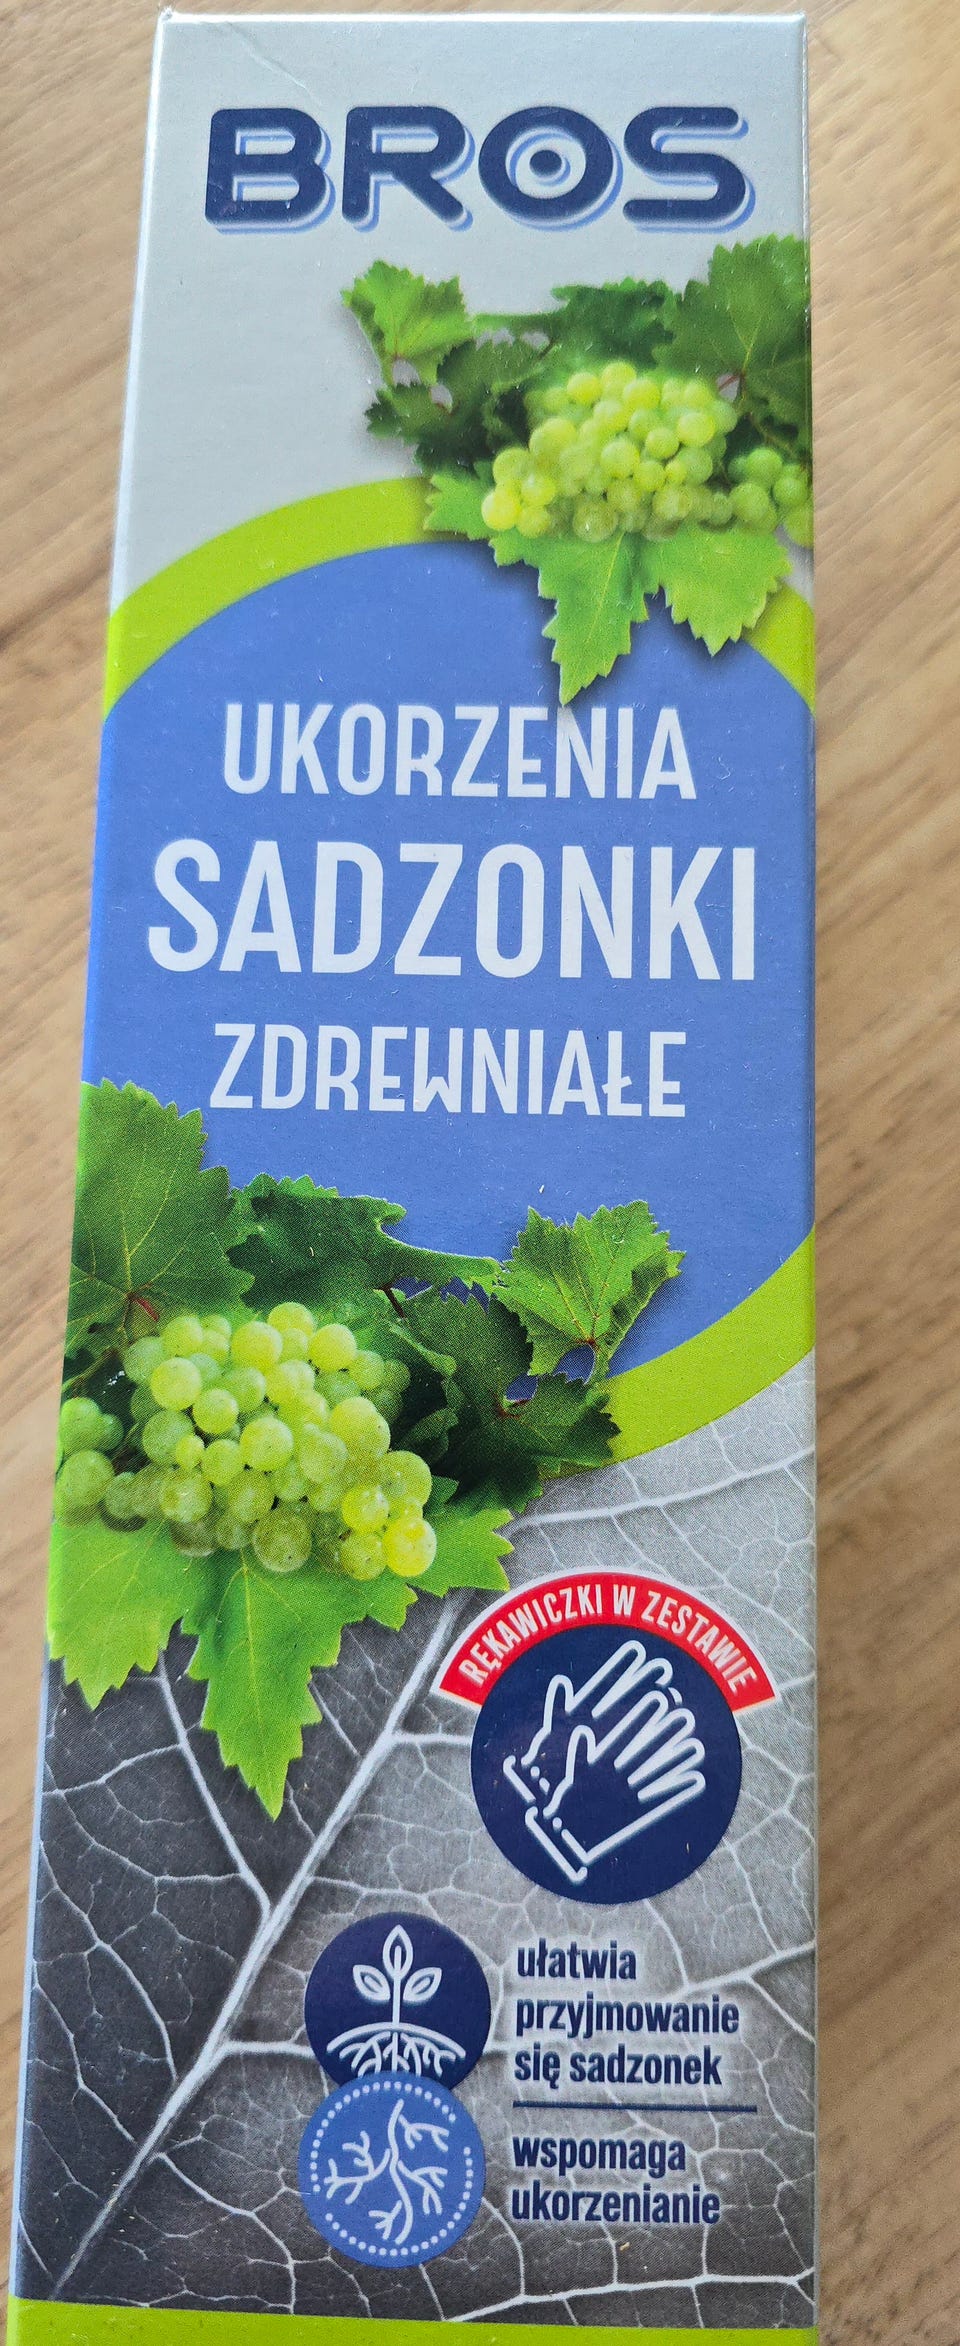 BROS
UKORZENIA
SADZONKI
ZDREWNIAŁE
RĘKAWICZKI W ZESTAWIE
ułatwia
przyjmowanie
się sadzonek
wspomaga
ukorzenianie